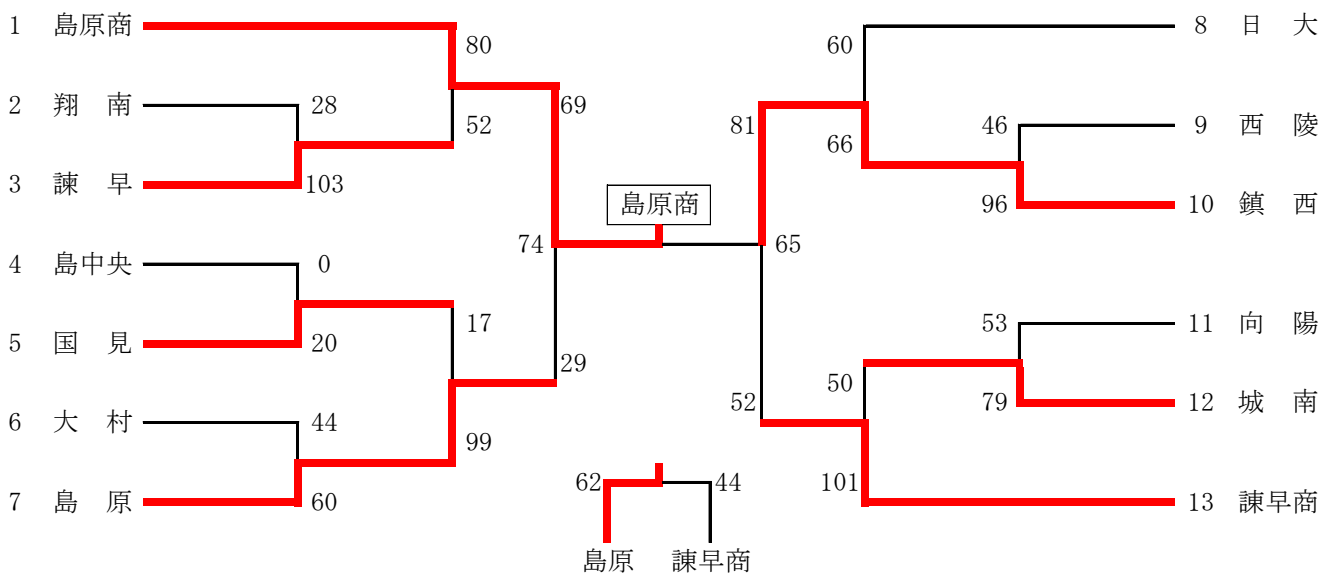 1 島原商
80
60
8 日 大
2 翔 南
28
52
69
81
66
46
9 西 陵
3 諫 早
103
島原商
96
10 鎮 西
74
65
4 島中央
0
17
53
11 向 陽
5 国 見
20
29
52
50
79
12 城 南
6 大 村
44
99
62
44
101
7 島 原
60
13 諫早商
島原 諫早商